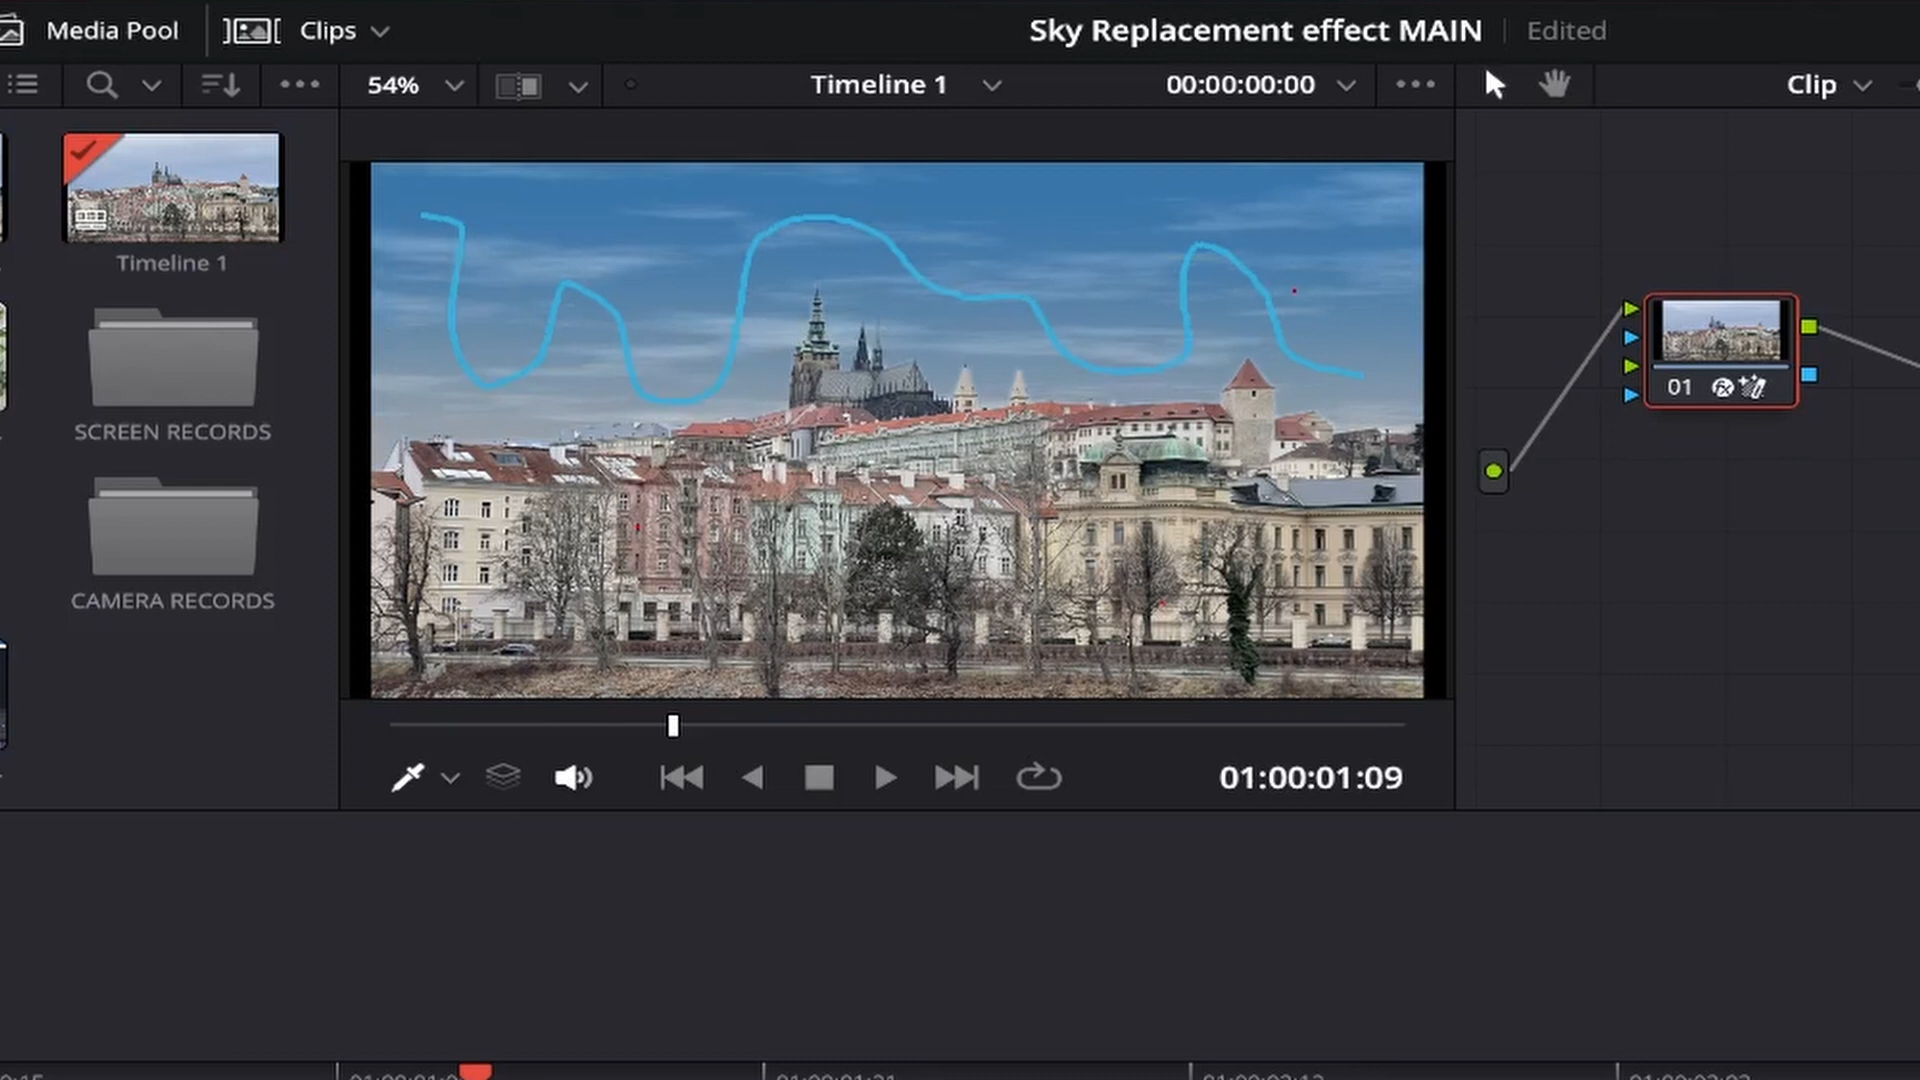 Media Pool
Clips
Sky Replacement effect MAIN
Edited
54%
Timeline 1
00:00:00:00
Clip
Timeline 1
SCREEN RECORDS
CAMERA RECORDS
01
01:00:01:09